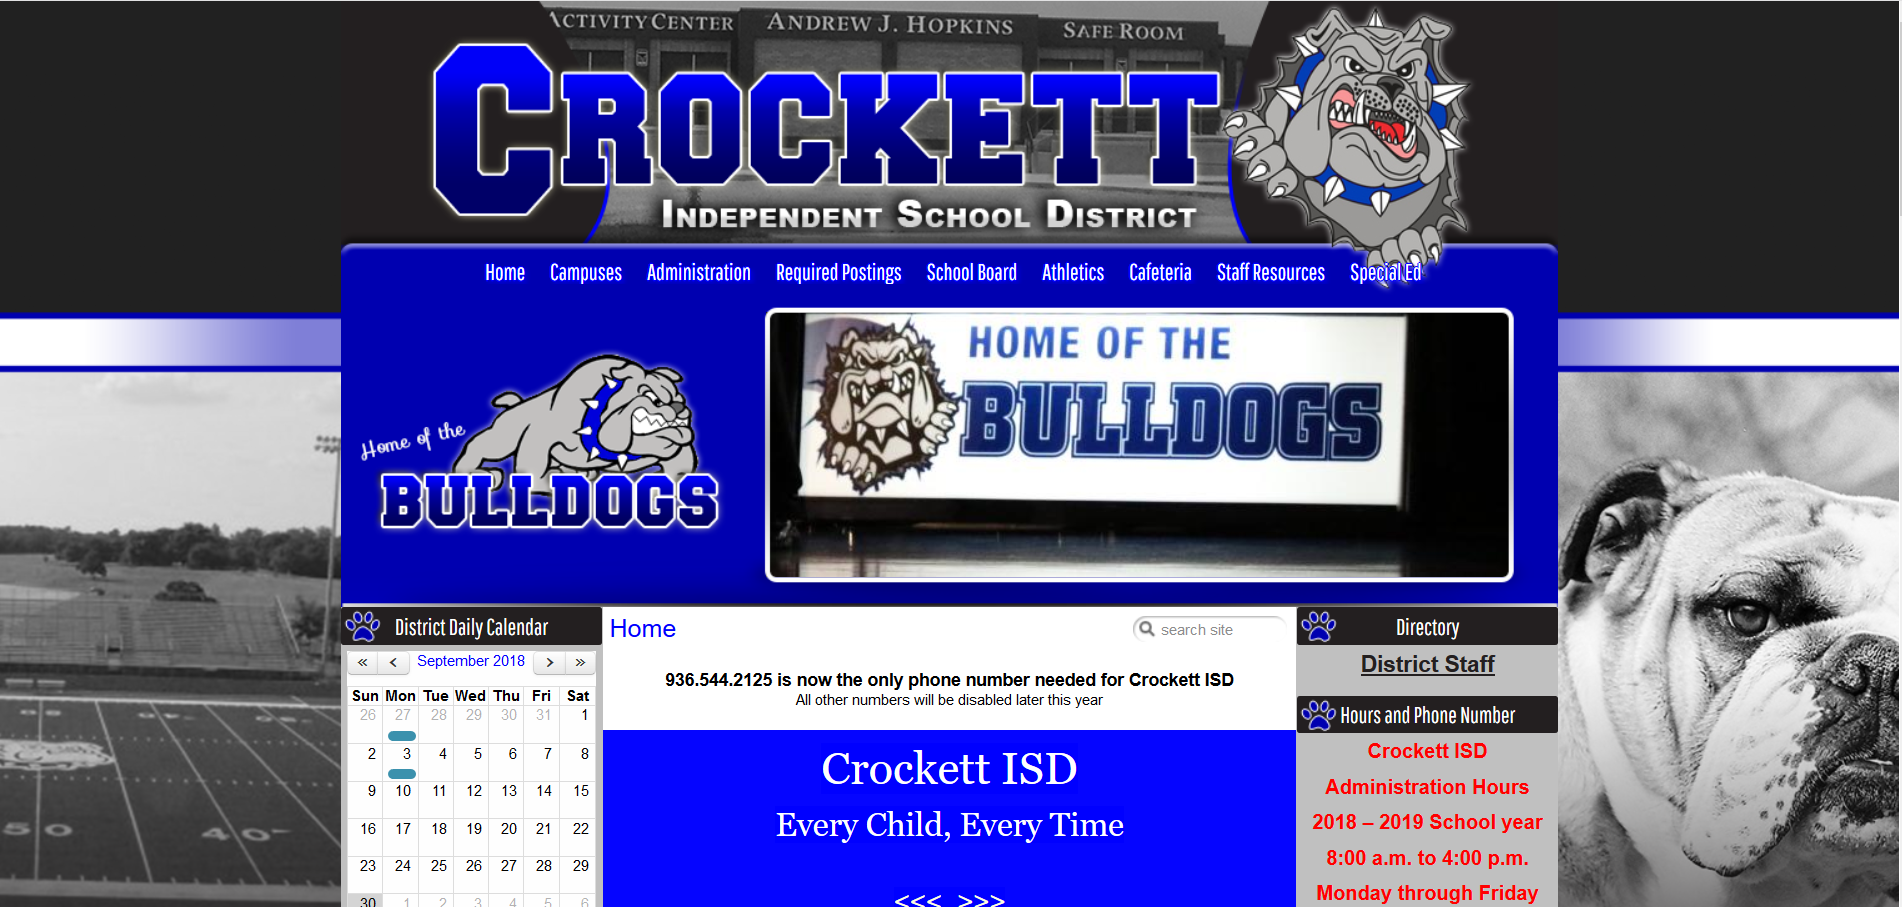 ACTIVITY CENTER ANDREW J. HOPKINS SAFE ROOM
CROCKETT
INDEPENDENT SCHOOL DISTRICT
Home Campuses Administration Required Postings School Board Athletics Cafeteria Staff Resources Special Ed
Home of the
BULLDOGS
HOME OF THE
BULLDOGS
District Daily Calendar
« < September 2018 > »
Sun Mon Tue Wed Thu Fri Sat
26 27 28 29 30 31 1
2 3 4 5 6 7 8
9 10 11 12 13 14 15
16 17 18 19 20 21 22
23 24 25 26 27 28 29
30 1 2 3 4 5 6
Home
search site
936.544.2125 is now the only phone number needed for Crockett ISD
All other numbers will be disabled later this year
Crockett ISD
Every Child, Every Time
<<< >>>
Directory
District Staff
Hours and Phone Number
Crockett ISD
Administration Hours
2018 – 2019 School year
8:00 a.m. to 4:00 p.m.
Monday through Friday
50 40